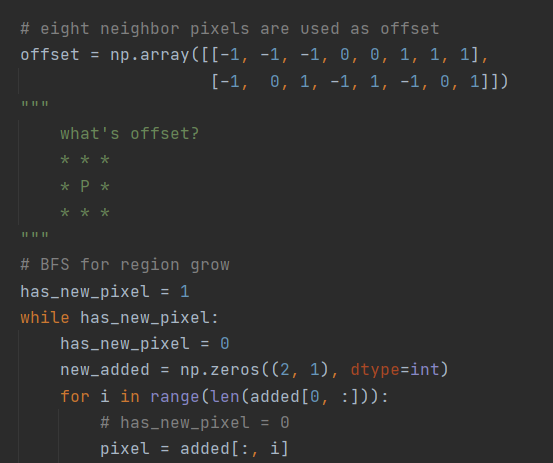 # eight neighbor pixels are used as offset
offset = np.array([[-1, -1, -1, 0, 0, 1, 1, 1],
                   [-1,  0, 1, -1, 1, -1, 0, 1]])
"""
    what's offset?
    * * *
    * P *
    * * *
"""
# BFS for region grow
has_new_pixel = 1
while has_new_pixel:
    has_new_pixel = 0
    new_added = np.zeros((2, 1), dtype=int)
    for i in range(len(added[0, :])):
        # has_new_pixel = 0
        pixel = added[:, i]